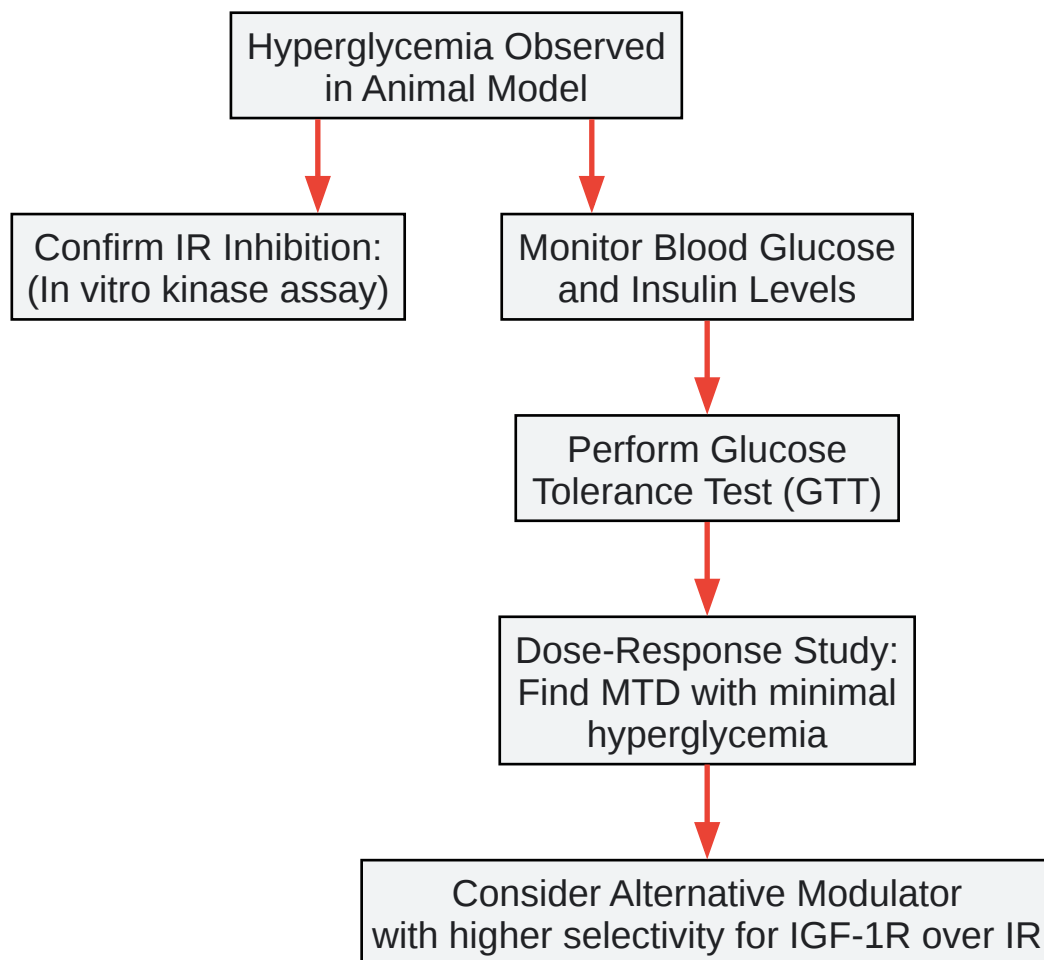 Hyperglycemia Observed
in Animal Model
Confirm IR Inhibition:
(In vitro kinase assay)
Monitor Blood Glucose
and Insulin Levels
Perform Glucose
Tolerance Test (GTT)
Dose-Response Study:
Find MTD with minimal
hyperglycemia
Consider Alternative Modulator
with higher selectivity for IGF-1R over IR